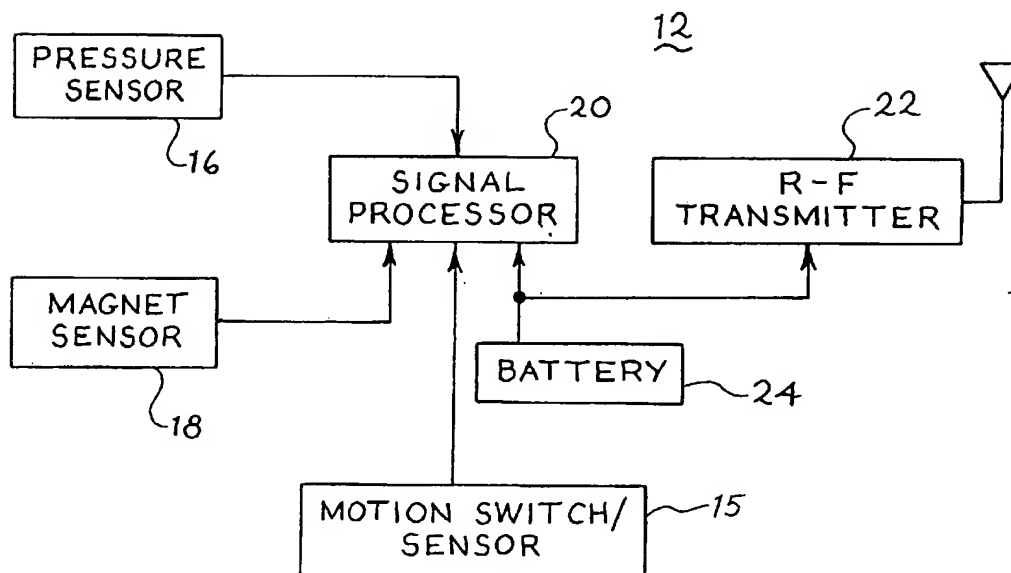 12
PRESSURE
SENSOR
16
20
SIGNAL
PROCESSOR
22
R-F
TRANSMITTER
MAGNET
SENSOR
18
BATTERY
24
MOTION SWITCH/
SENSOR
15